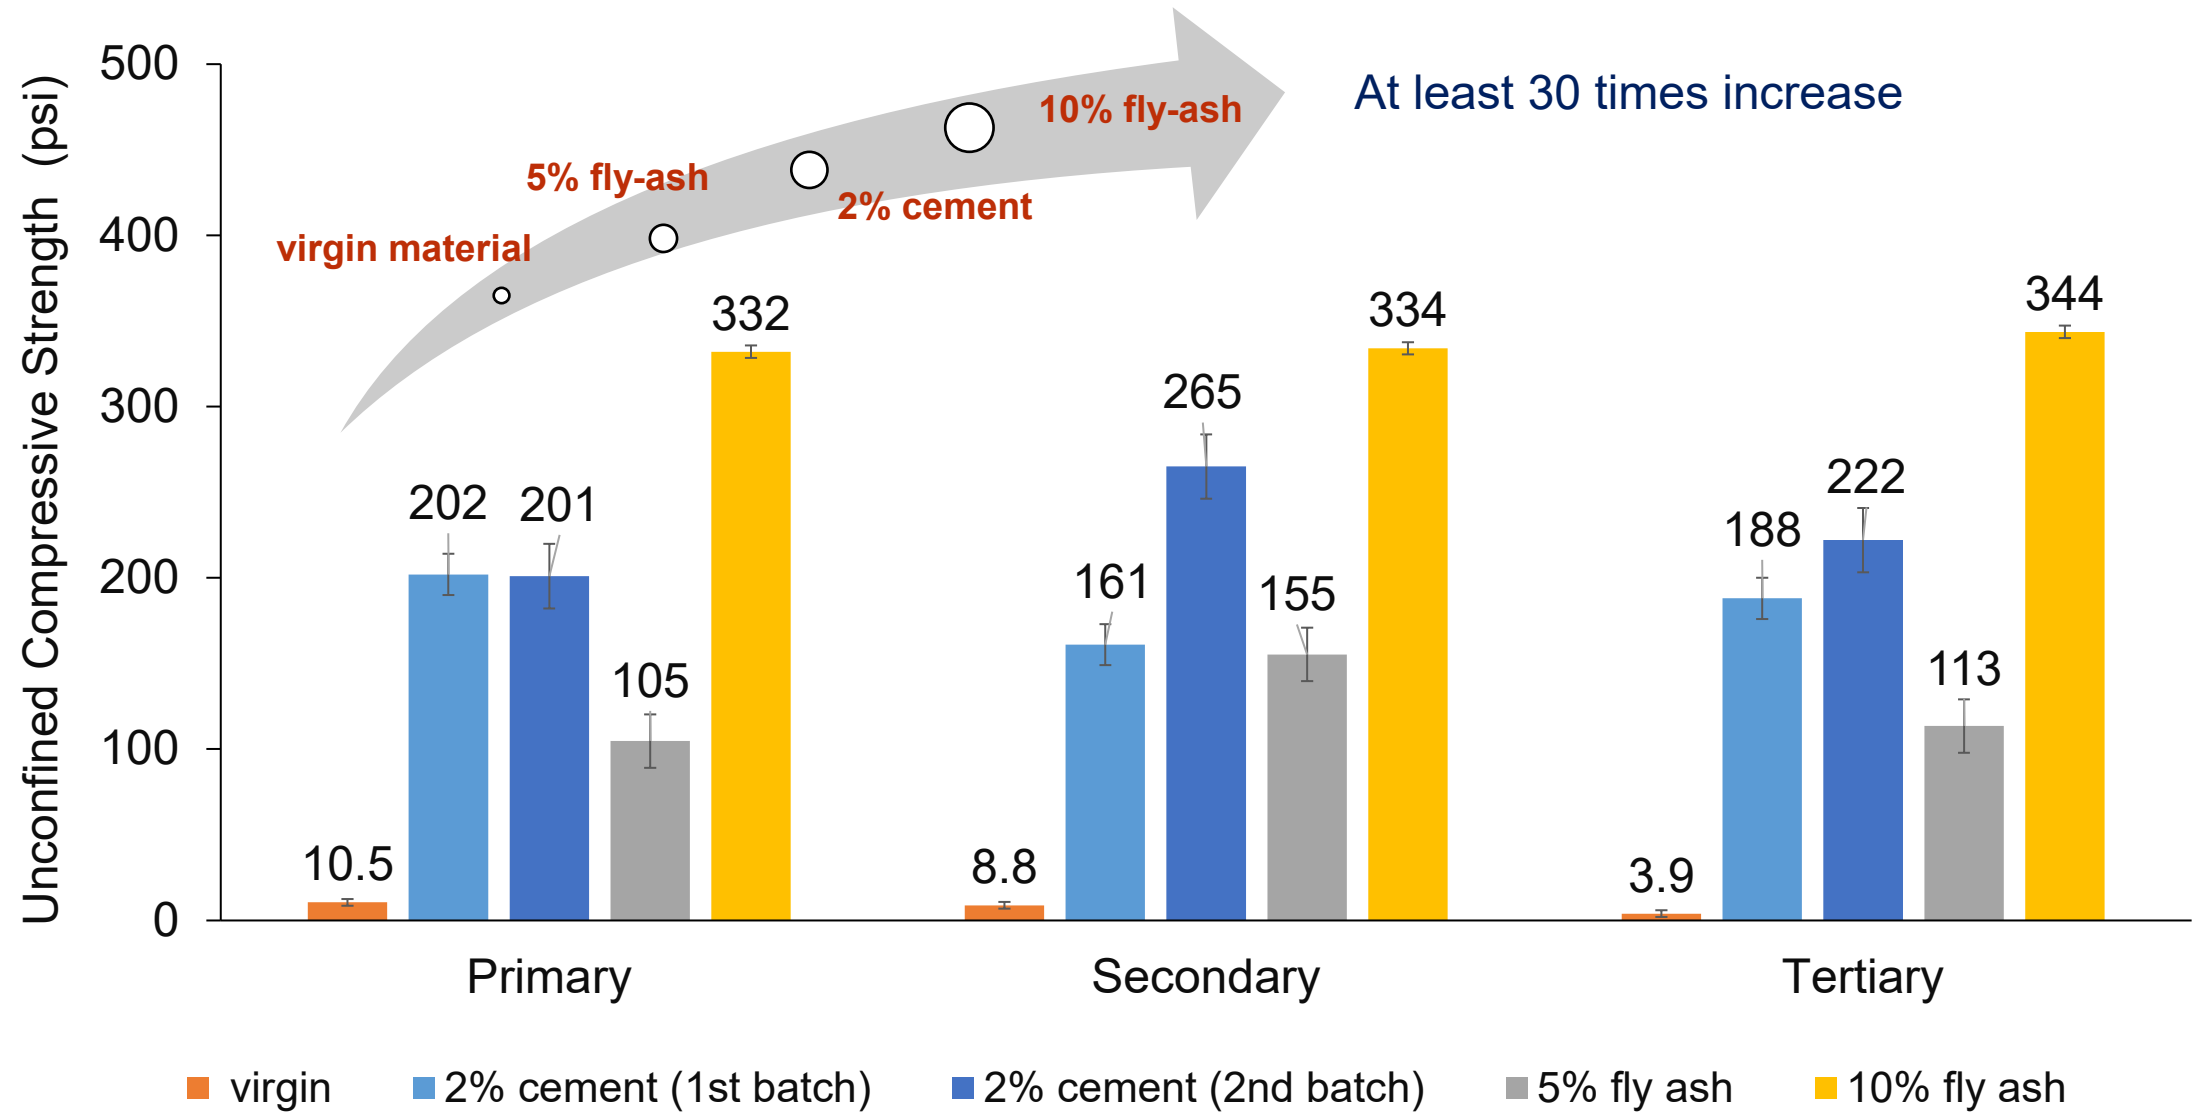 Unconfined Compressive Strength (psi)
500
400
300
200
100
0
At least 30 times increase
virgin material
5% fly-ash
2% cement
10% fly-ash
10.5
202
201
105
332
8.8
161
265
155
334
3.9
188
222
113
344
Primary
Secondary
Tertiary
virgin
2% cement (1st batch)
2% cement (2nd batch)
5% fly ash
10% fly ash